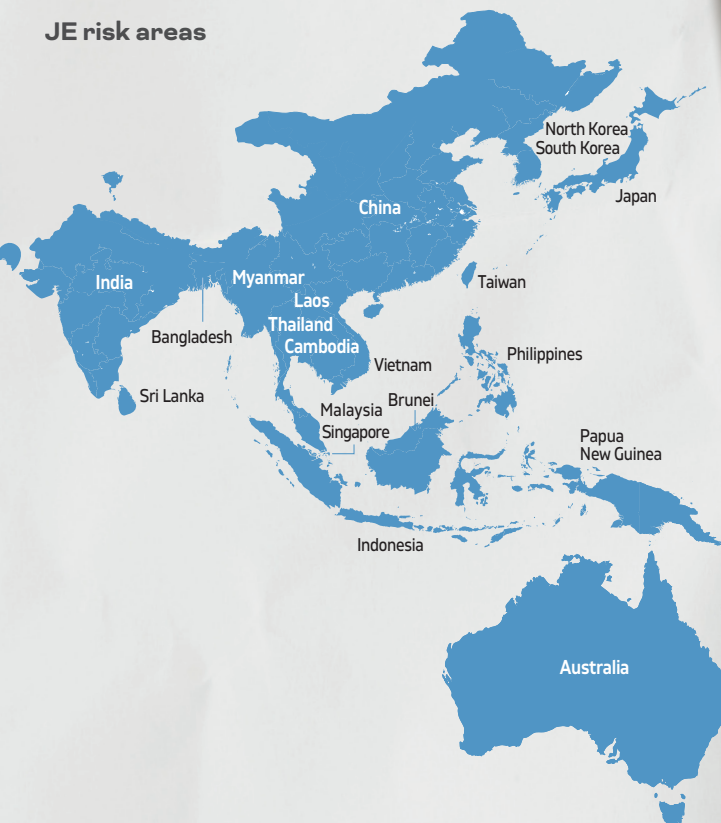 JE risk areas
North Korea
South Korea
Japan
China
Taiwan
India
Myanmar
Laos
Thailand
Cambodia
Bangladesh
Vietnam
Philippines
Sri Lanka
Malaysia
Singapore
Brunei
Papua
New Guinea
Indonesia
Australia